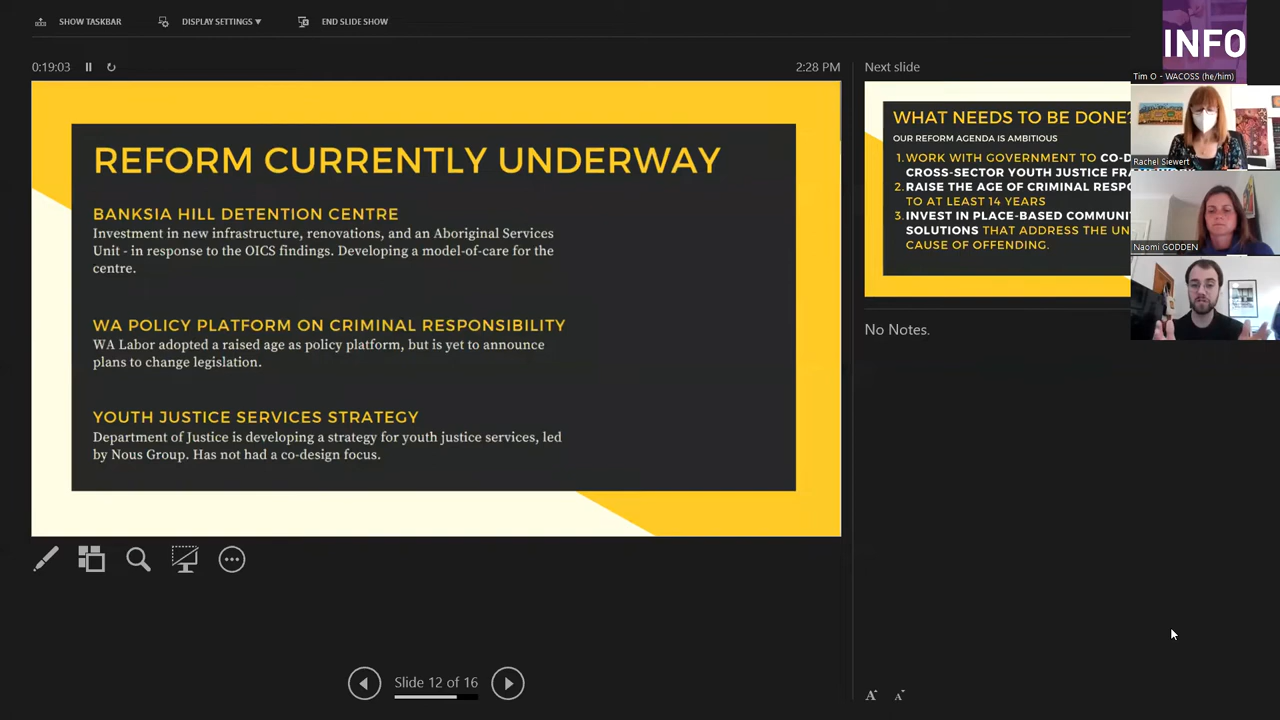 SHOW TASKBAR
DISPLAY SETTINGS
END SLIDE SHOW
0:19:03
2:28 PM
REFORM CURRENTLY UNDERWAY
BANKSIA HILL DETENTION CENTRE
Investment in new infrastructure, renovations, and an Aboriginal Services
Unit - in response to the OICS findings. Developing a model-of-care for the
centre.
WA POLICY PLATFORM ON CRIMINAL RESPONSIBILITY
WA Labor adopted a raised age as policy platform, but is yet to announce
plans to change legislation.
YOUTH JUSTICE SERVICES STRATEGY
Department of Justice is developing a strategy for youth justice services, led
by Nous Group. Has not had a co-design focus.
Slide 12 of 16
Next slide
WHAT NEEDS TO BE DONE?
OUR REFORM AGENDA IS AMBITIOUS
1. WORK WITH GOVERNMENT TO CO-D
CROSS-SECTOR YOUTH JUSTICE FRA
2. RAISE THE AGE OF CRIMINAL RESPO
TO AT LEAST 14 YEARS
3. INVEST IN PLACE-BASED COMMUNI
SOLUTIONS THAT ADDRESS THE UN
CAUSE OF OFFENDING.
No Notes.
INFO
Tim O - WACOSS (he/him)
Rachel Siewert
Naomi GODDEN
A
A